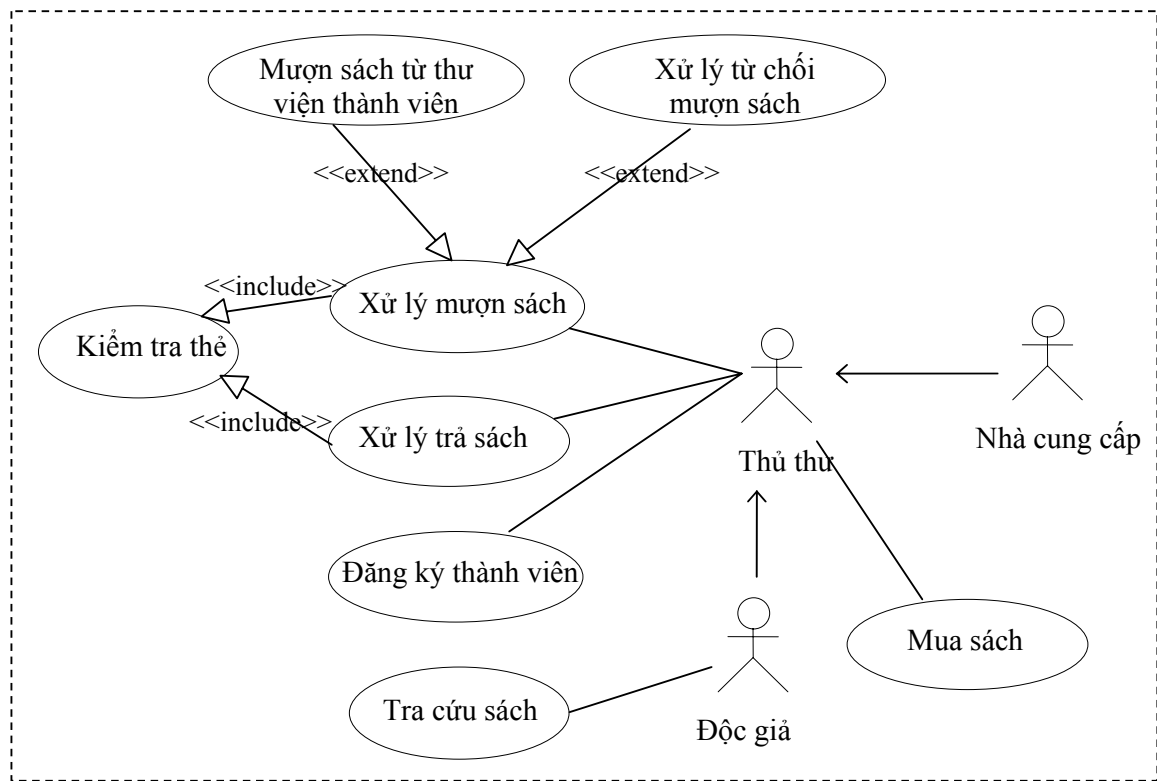 Mượn sách từ thư
viện thành viên
Xử lý từ chối
mượn sách
<<extend>>
<<extend>>
<<include>>
Xử lý mượn sách
Kiểm tra thẻ
<<include>>
Xử lý trả sách
Thủ thư
Nhà cung cấp
Đăng ký thành viên
Mua sách
Tra cứu sách
Độc giả